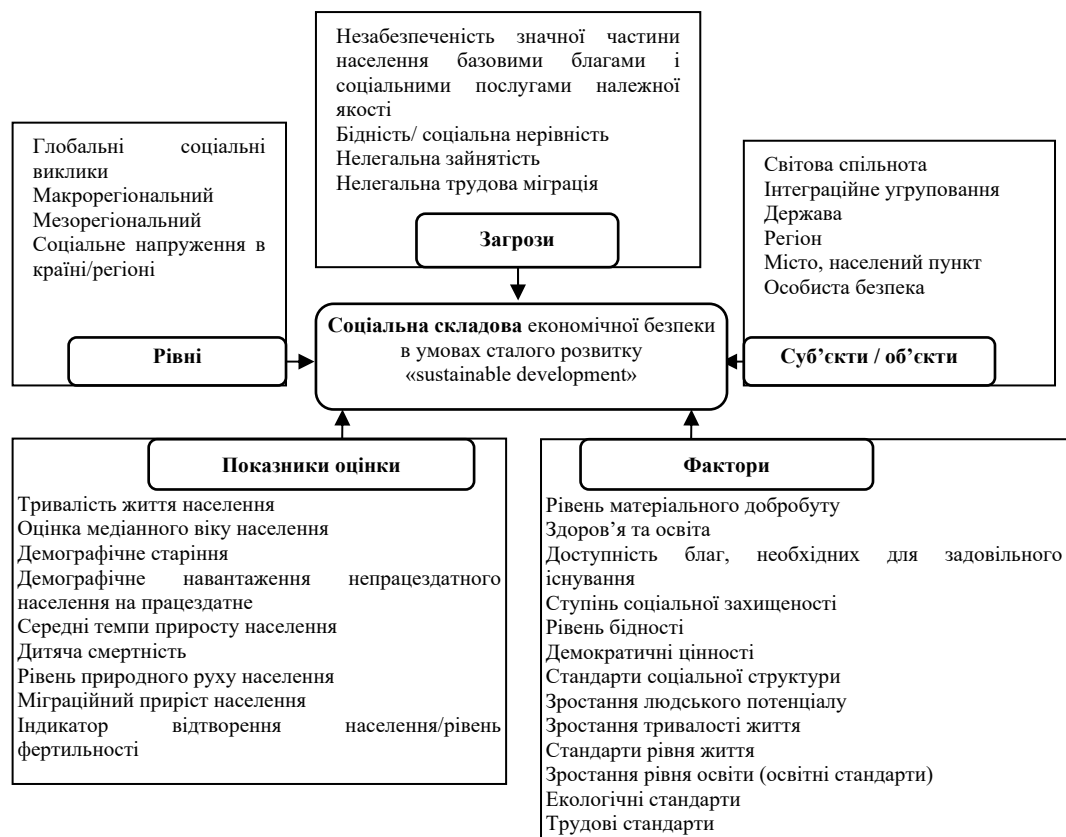 Незабезпеченість значної частини
населення базовими благами і
соціальними послугами належної
якості
Бідність/ соціальна нерівність
Нелегальна зайнятість
Нелегальна трудова міграція
Загрози
Глобальні соціальні
виклики
Макрорегіональний
Мезорегіональний
Соціальне напруження в
країні/регіоні
Рівні
Світова спільнота
Інтеграційне угруповання
Держава
Регіон
Місто, населений пункт
Особиста безпека
Суб’єкти / об’єкти
Соціальна складова економічної безпеки
в умовах сталого розвитку
«sustainable development»
Показники оцінки
Тривалість життя населення
Оцінка медіанного віку населення
Демографічне старіння
Демографічне навантаження непрацездатного
населення на працездатне
Середні темпи приросту населення
Дитяча смертність
Рівень природного руху населення
Міграційний приріст населення
Індикатор відтворення населення/рівень
фертильності
Фактори
Рівень матеріального добробуту
Здоров’я та освіта
Доступність благ, необхідних для задовільного
існування
Ступінь соціальної захищеності
Рівень бідності
Демократичні цінності
Стандарти соціальної структури
Зростання людського потенціалу
Зростання тривалості життя
Стандарти рівня життя
Зростання рівня освіти (освітні стандарти)
Екологічні стандарти
Трудові стандарти